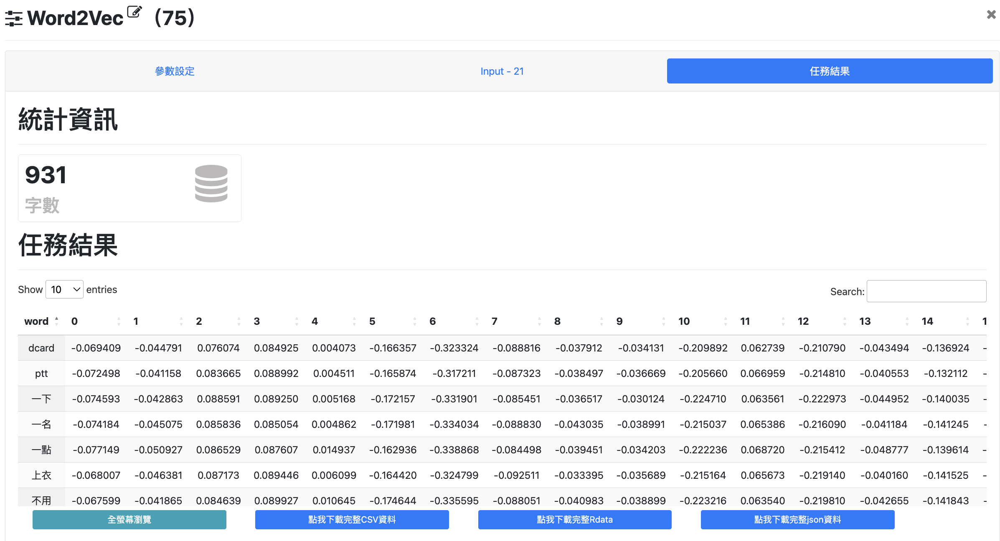 Word2Vec (75)
參數設定 Input - 21 任務結果
統計資訊
931
字數
任務結果
Show 10 entries Search:
word 0 1 2 3 4 5 6 7 8 9 10 11 12 13 14 1
dcard -0.069409 -0.044791 0.076074 0.084925 0.004073 -0.166357 -0.323324 -0.088816 -0.037912 -0.034131 -0.209892 0.062739 -0.210790 -0.043494 -0.136924 -
ptt -0.072498 -0.041158 0.083665 0.088992 0.004511 -0.165874 -0.317211 -0.087323 -0.038497 -0.036669 -0.205660 0.066959 -0.214810 -0.040553 -0.132112 -
一下 -0.074593 -0.042863 0.088591 0.089250 0.005168 -0.172157 -0.331901 -0.085451 -0.036517 -0.030124 -0.224710 0.063561 -0.222973 -0.044952 -0.140035 -
一名 -0.074184 -0.045075 0.085836 0.085054 0.004862 -0.171981 -0.334034 -0.088830 -0.043035 -0.038991 -0.215037 0.065386 -0.216090 -0.041184 -0.141245 -
一點 -0.077149 -0.050927 0.086529 0.087607 0.014937 -0.162936 -0.338868 -0.084498 -0.039451 -0.034203 -0.222236 0.068720 -0.215412 -0.048777 -0.139614 -
上衣 -0.068007 -0.046381 0.087173 0.089446 0.006099 -0.164420 -0.324799 -0.092511 -0.033395 -0.035689 -0.215164 0.065673 -0.219140 -0.040160 -0.141525 -
不用 -0.067599 -0.041865 0.084639 0.089927 0.010645 -0.174644 -0.335595 -0.088051 -0.040983 -0.038899 -0.223216 0.063540 -0.219810 -0.042655 -0.141843 -
全螢幕瀏覽 點我下載完整CSV資料 點我下載完整Rdata 點我下載完整json資料